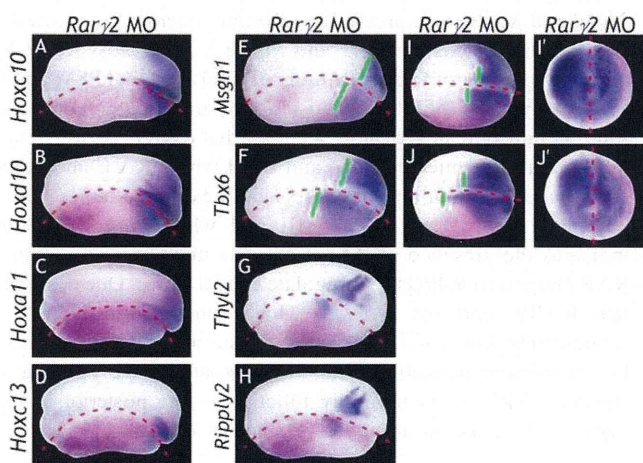 Rarγ2 MO Rarγ2 MO Rarγ2 MO Rarγ2 MO
Hoxc10 A Msgn1 E I I'
Hoxd10 B Tbx6 F J J'
Hoxa11 C Thyl2 G
Hoxc13 D Ripply2 H